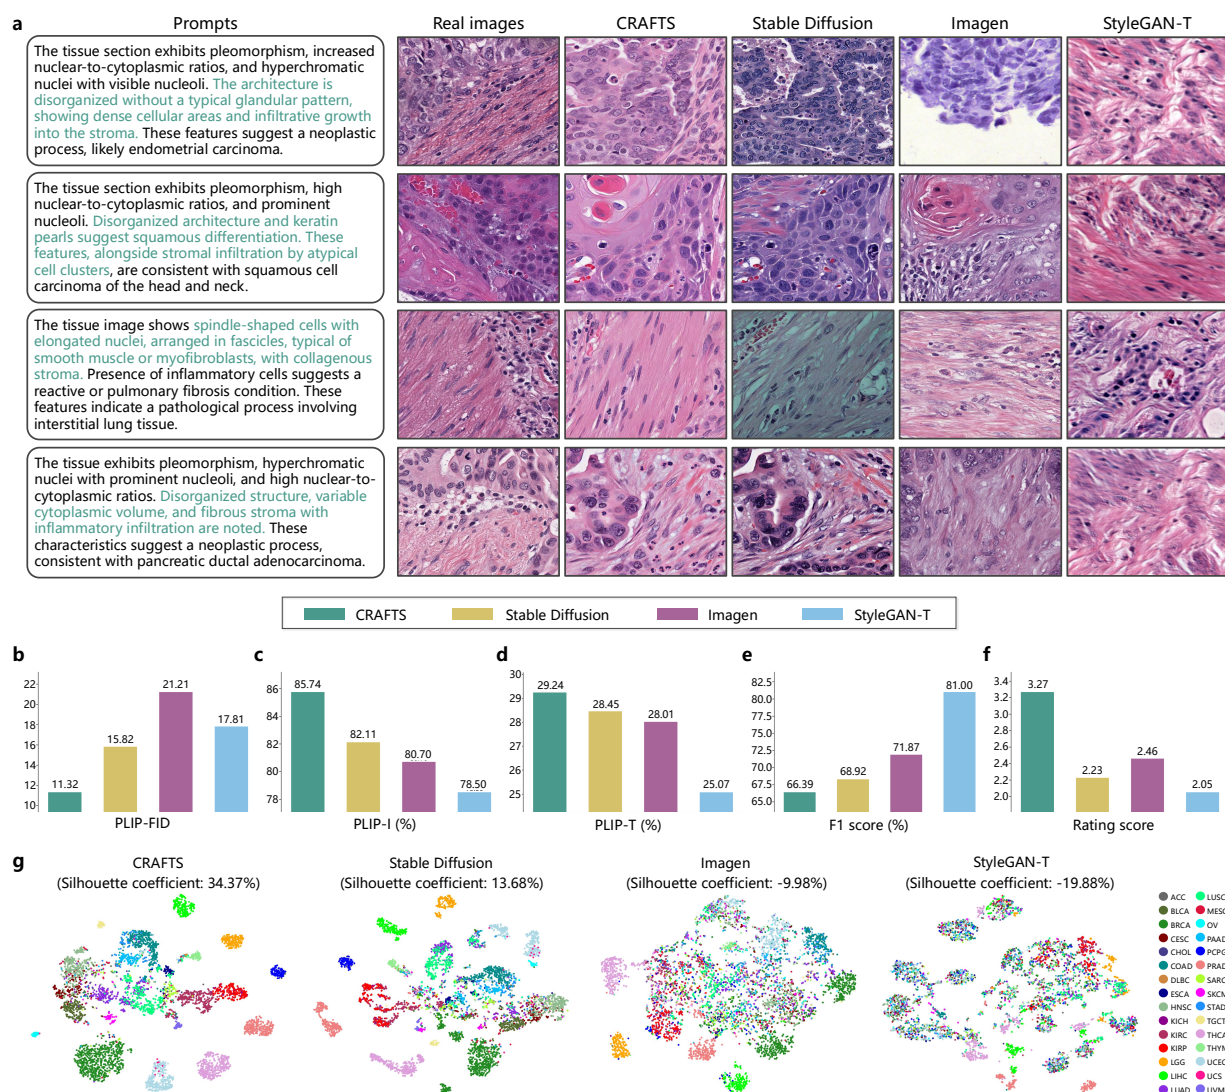 a
Prompts
Real images
CRAFTS
Stable Diffusion
Imagen
StyleGAN-T
The tissue section exhibits pleomorphism, increased
nuclear-to-cytoplasmic ratios, and hyperchromatic
nuclei with visible nucleoli. The architecture is
disorganized without a typical glandular pattern,
showing dense cellular areas and infiltrative growth
into the stroma. These features suggest a neoplastic
process, likely endometrial carcinoma.
The tissue section exhibits pleomorphism, high
nuclear-to-cytoplasmic ratios, and prominent
nucleoli. Disorganized architecture and keratin
pearls suggest squamous differentiation. These
features, alongside stromal infiltration by atypical
cell clusters, are consistent with squamous cell
carcinoma of the head and neck.
The tissue image shows spindle-shaped cells with
elongated nuclei, arranged in fascicles, typical of
smooth muscle or myofibroblasts, with collagenous
stroma. Presence of inflammatory cells suggests a
reactive or pulmonary fibrosis condition. These
features indicate a pathological process involving
interstitial lung tissue.
The tissue exhibits pleomorphism, hyperchromatic
nuclei with prominent nucleoli, and high nuclear-to-
cytoplasmic ratios. Disorganized structure, variable
cytoplasmic volume, and fibrous stroma with
inflammatory infiltration are noted. These
characteristics suggest a neoplastic process,
consistent with pancreatic ductal adenocarcinoma.
CRAFTS
Stable Diffusion
Imagen
StyleGAN-T
b
22
20
18
16
14
12
10
11.32
15.82
21.21
17.81
PLIP-FID
c
86
84
82
80
78
85.74
82.11
80.70
78.50
PLIP-I (%)
d
30
29
28
27
26
25
29.24
28.45
28.01
25.07
PLIP-T (%)
e
82.5
80.0
77.5
75.0
72.5
70.0
67.5
65.0
66.39
68.92
71.87
81.00
F1 score (%)
f
3.4
3.2
3.0
2.8
2.6
2.4
2.2
2.0
3.27
2.23
2.46
2.05
Rating score
g
CRAFTS
(Silhouette coefficient: 34.37%)
Stable Diffusion
(Silhouette coefficient: 13.68%)
Imagen
(Silhouette coefficient: -9.98%)
StyleGAN-T
(Silhouette coefficient: -19.88%)
ACC
BLCA
BRCA
CESC
CHOL
COAD
DLBC
ESCA
HNSC
KICH
KIRC
KIRP
LGG
LIHC
LUAD
LUSC
MESO
OV
PAAD
PCPG
PRAD
SARC
SKCM
STAD
TGCT
THCA
THYM
UCEC
UCS
UVM